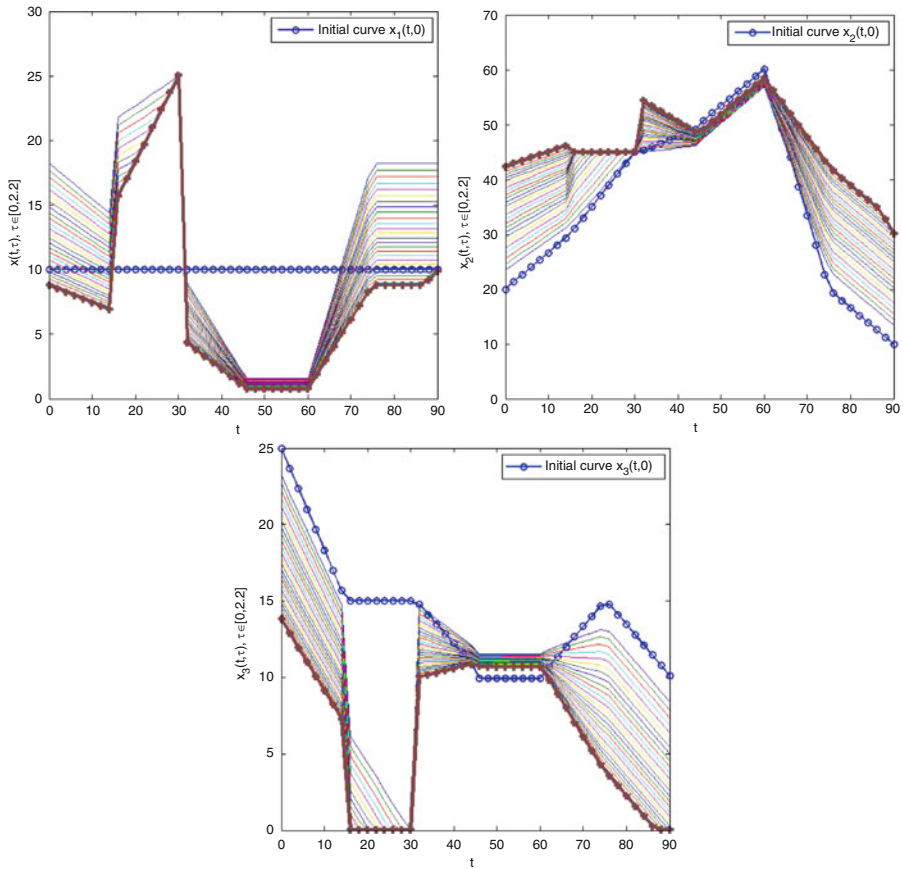 30
25
20
15
10
5
0
x(t,τ), τ∈[0,2.2]
Initial curve x₁(t,0)
0 10 20 30 40 50 60 70 80 90
t
70
60
50
40
30
20
10
0
x₂(t,τ), τ∈[0,2.2]
Initial curve x₂(t,0)
0 10 20 30 40 50 60 70 80 90
t
25
20
15
10
5
0
x₃(t,τ), τ∈[0,2.2]
Initial curve x₃(t,0)
0 10 20 30 40 50 60 70 80 90
t